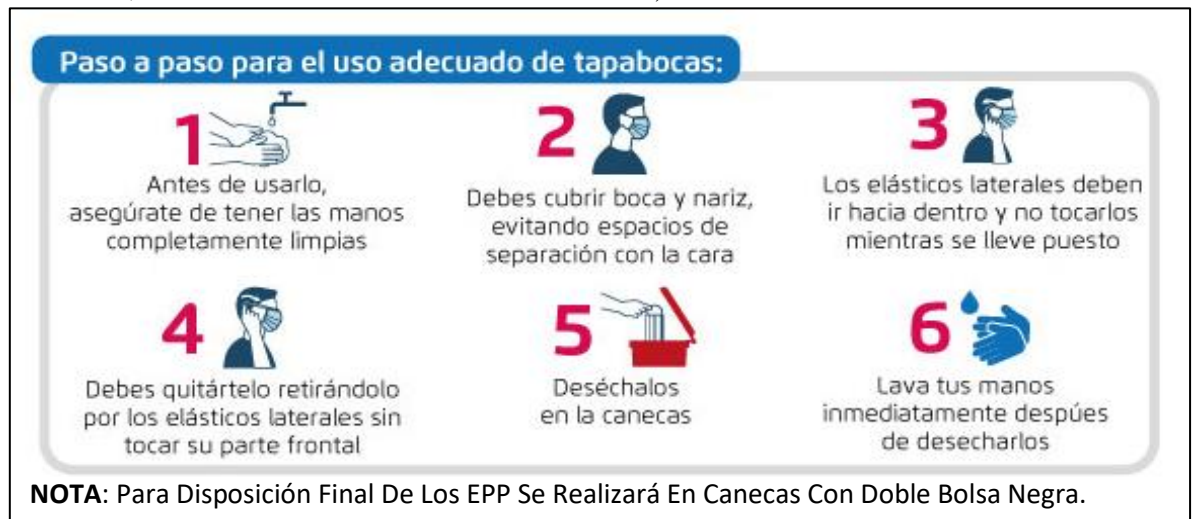 Paso a paso para el uso adecuado de tapabocas:
1
Antes de usarlo,
asegúrate de tener las manos
completamente limpias
2
Debes cubrir boca y nariz,
evitando espacios de
separación con la cara
3
Los elásticos laterales deben
ir hacia dentro y no tocarlos
mientras se lleve puesto
4
Debes quitártelo retirándolo
por los elásticos laterales sin
tocar su parte frontal
5
Deséchalos
en la canecas
6
Lava tus manos
inmediatamente despúes
de desecharlos
NOTA: Para Disposición Final De Los EPP Se Realizará En Canecas Con Doble Bolsa Negra.